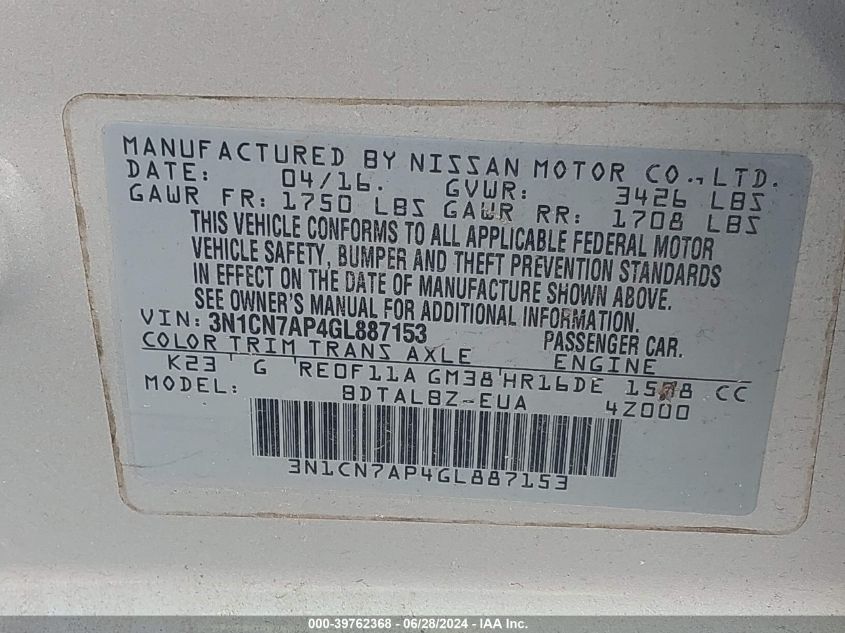 MANUFACTURED BY NISSAN MOTOR CO., LTD.
DATE: 04/16. GVWR: 3426 LBS
GAWR FR: 1750 LBS GAWR RR: 1708 LBS
THIS VEHICLE CONFORMS TO ALL APPLICABLE FEDERAL MOTOR
VEHICLE SAFETY, BUMPER AND THEFT PREVENTION STANDARDS
IN EFFECT ON THE DATE OF MANUFACTURE SHOWN ABOVE.
SEE OWNER'S MANUAL FOR ADDITIONAL INFORMATION.
VIN: 3N1CN7AP4GL887153 PASSENGER CAR.
COLOR TRIM TRANS AXLE ENGINE
K23 G RE0F11A GM38 HR16DE CC
MODEL: BDTALBZ-EUA 4Z000
3N1CN7AP4GL887153
000-39762368 - 06/28/2024 - IAA Inc.